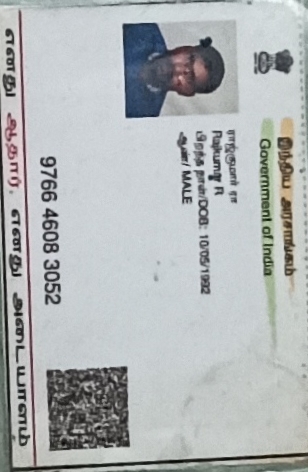 இந்திய அரசாங்கம்
Government of India
ராஜ்குமார் ரா
Rajkumar R
பிறந்த நாள்/DOB: 10/05/1992
ஆண்/ MALE
9766 4608 3052
எனது ஆதார், எனது அடையாளம்